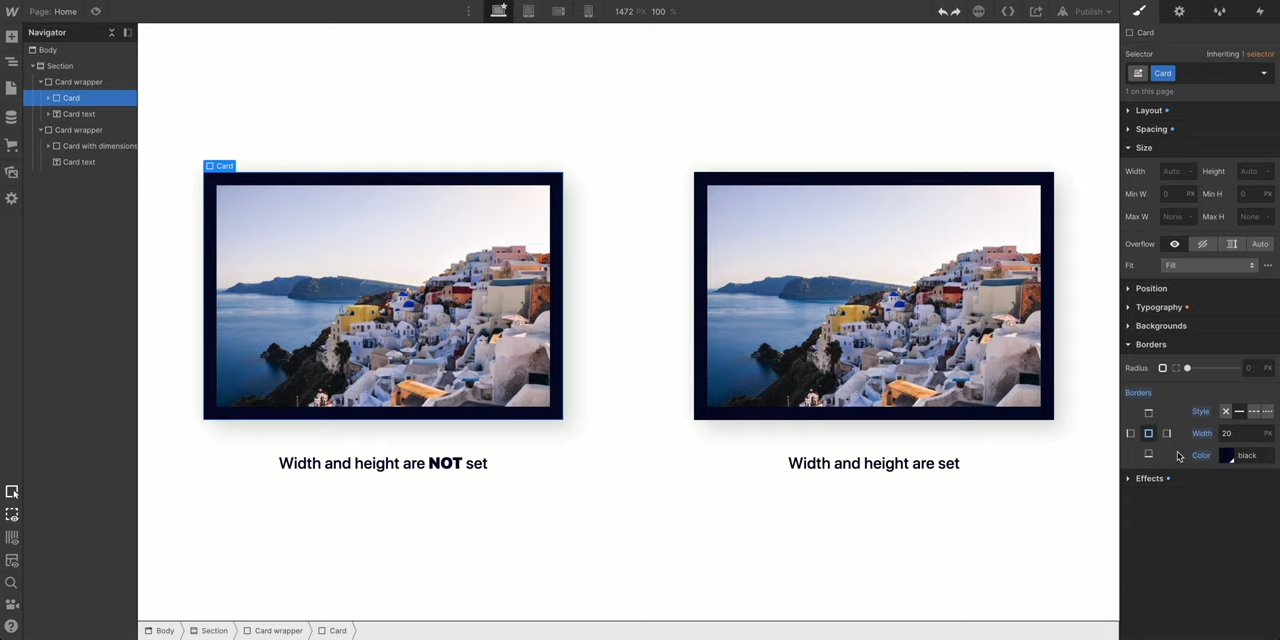 Page: Home
1472 PX 100 %
Publish
Navigator
Body
Section
Card wrapper
Card
Card text
Card wrapper
Card with dimensions
Card text
Card
Width and height are NOT set
Width and height are set
Body
Section
Card wrapper
Card
Card
Selector
Inheriting 1 selector
Card
1 on this page
Layout
Spacing
Size
Width Auto - Height Auto -
Min W 0 PX Min H 0 PX
Max W None - Max H None -
Overflow Auto
Fit Fill
Position
Typography
Backgrounds
Borders
Radius 0 PX
Borders
Style
Width 20 PX
Color black
Effects